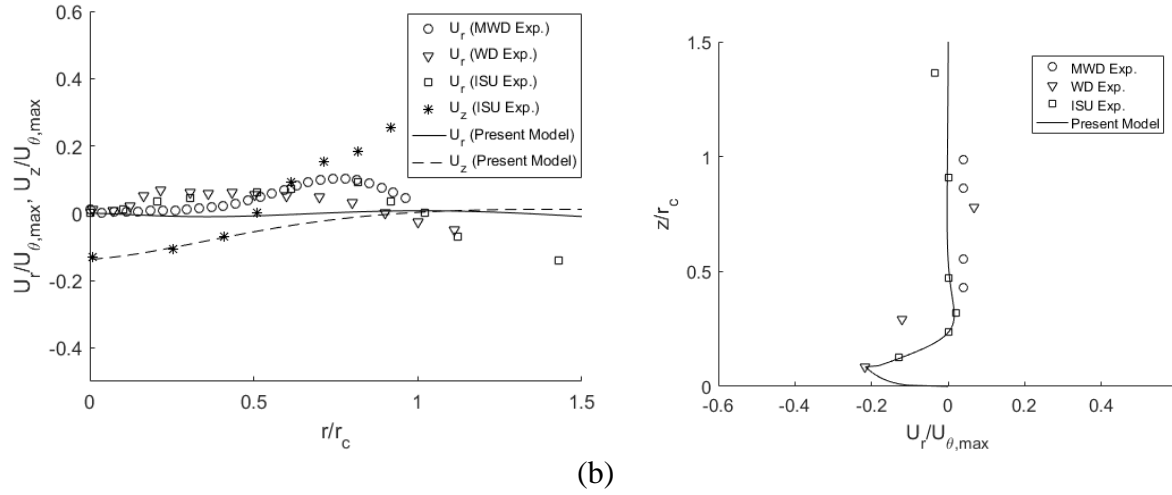 0.6
0.4
0.2
0
-0.2
-0.4
U_r/U_θ,max, U_z/U_θ,max
0
0.5
1
1.5
r/r_c
U_r (MWD Exp.)
U_r (WD Exp.)
U_r (ISU Exp.)
U_z (ISU Exp.)
U_r (Present Model)
U_z (Present Model)
1.5
1
0.5
0
z/r_c
-0.6
-0.4
-0.2
0
0.2
0.4
U_r/U_θ,max
MWD Exp.
WD Exp.
ISU Exp.
Present Model
(b)